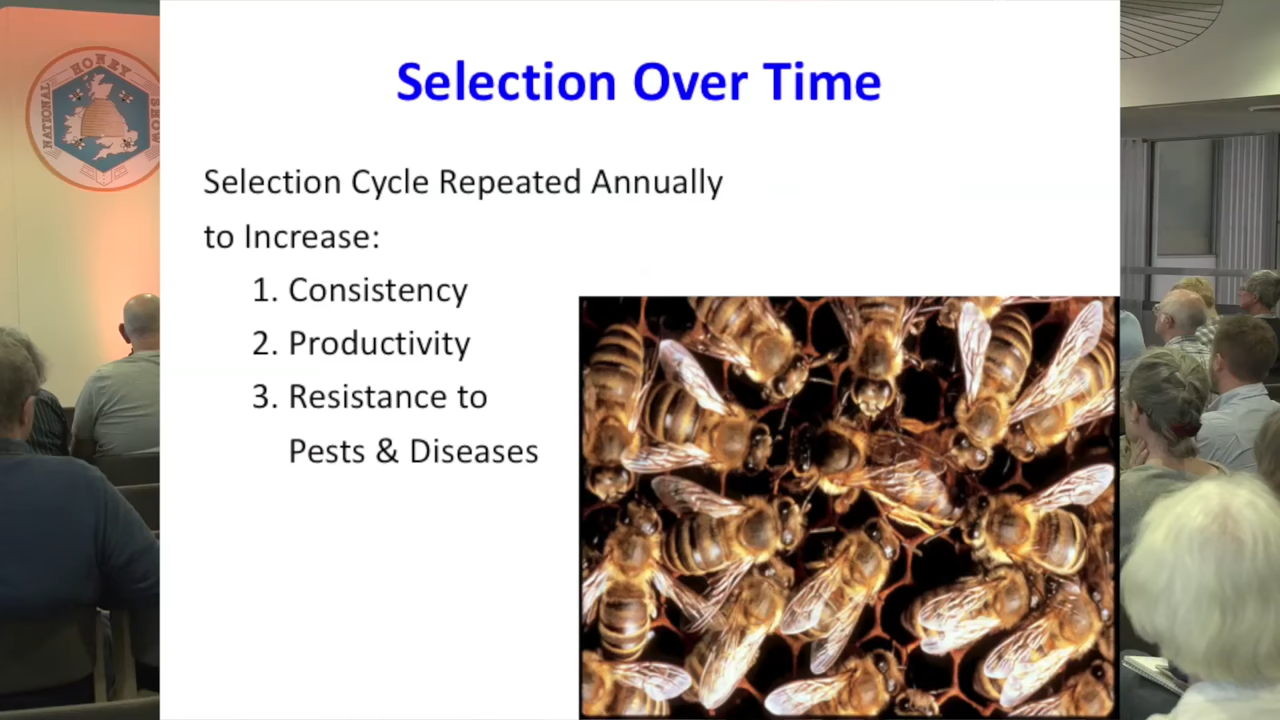 NATIONAL HONEY SHOW
Selection Over Time
Selection Cycle Repeated Annually
to Increase:
1. Consistency
2. Productivity
3. Resistance to
Pests & Diseases